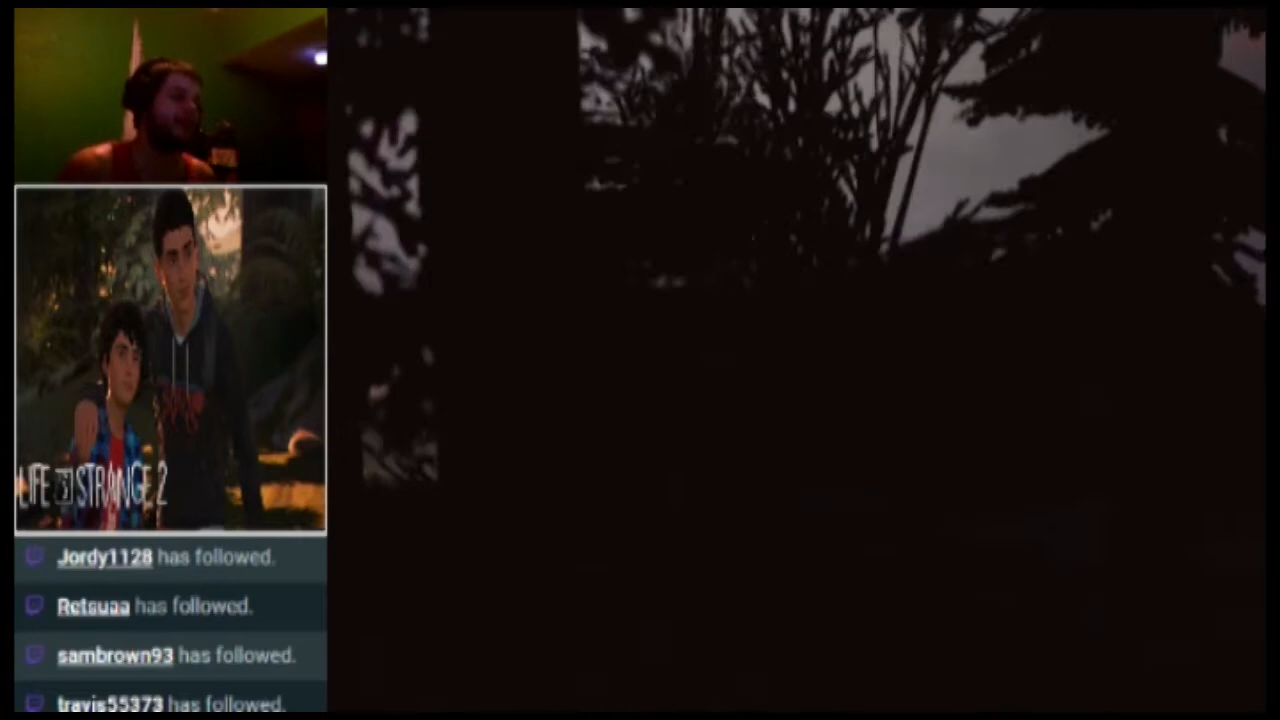 LIFE IS STRANGE 2
Jordy1128 has followed.
Retsuaa has followed.
sambrown93 has followed.
travis55373 has followed.